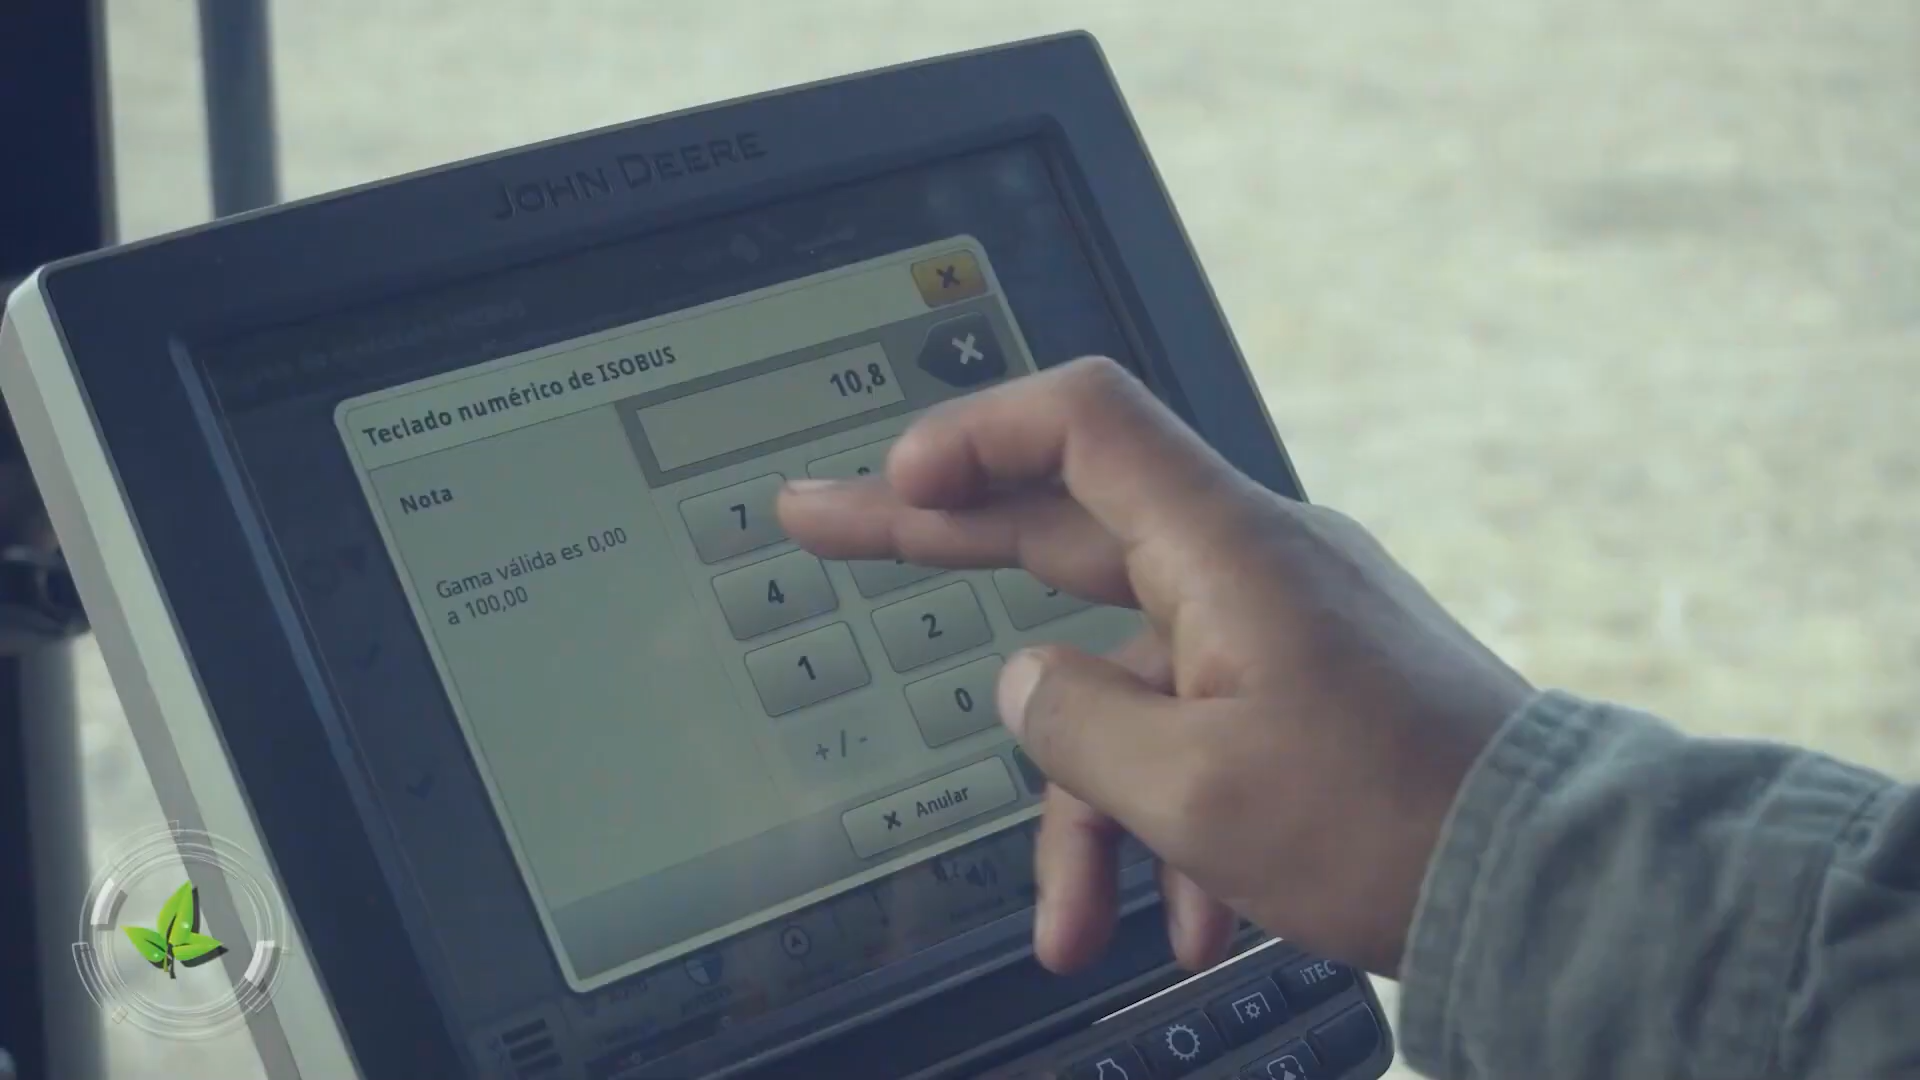 JOHN DEERE
Teclado numérico de ISOBUS
10,8
Nota
Gama válida es 0,00
a 100,00
7
4
1
2
0
+ / -
Anular
iTEC